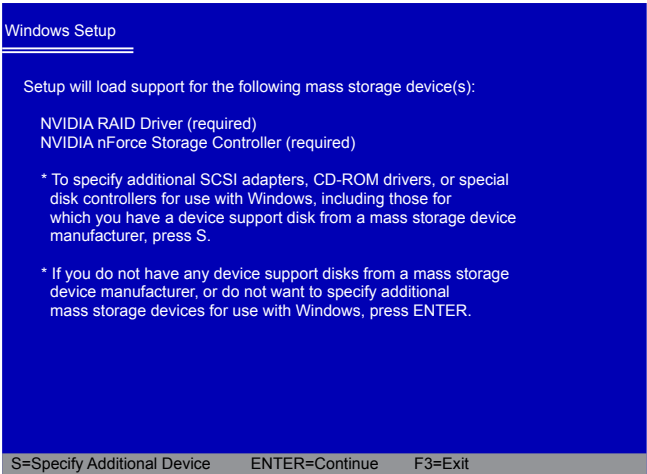 Windows Setup
Setup will load support for the following mass storage device(s):
NVIDIA RAID Driver (required)
NVIDIA nForce Storage Controller (required)
* To specify additional SCSI adapters, CD-ROM drivers, or special
disk controllers for use with Windows, including those for
which you have a device support disk from a mass storage device
manufacturer, press S.
* If you do not have any device support disks from a mass storage
device manufacturer, or do not want to specify additional
mass storage devices for use with Windows, press ENTER.
S=Specify Additional Device ENTER=Continue F3=Exit